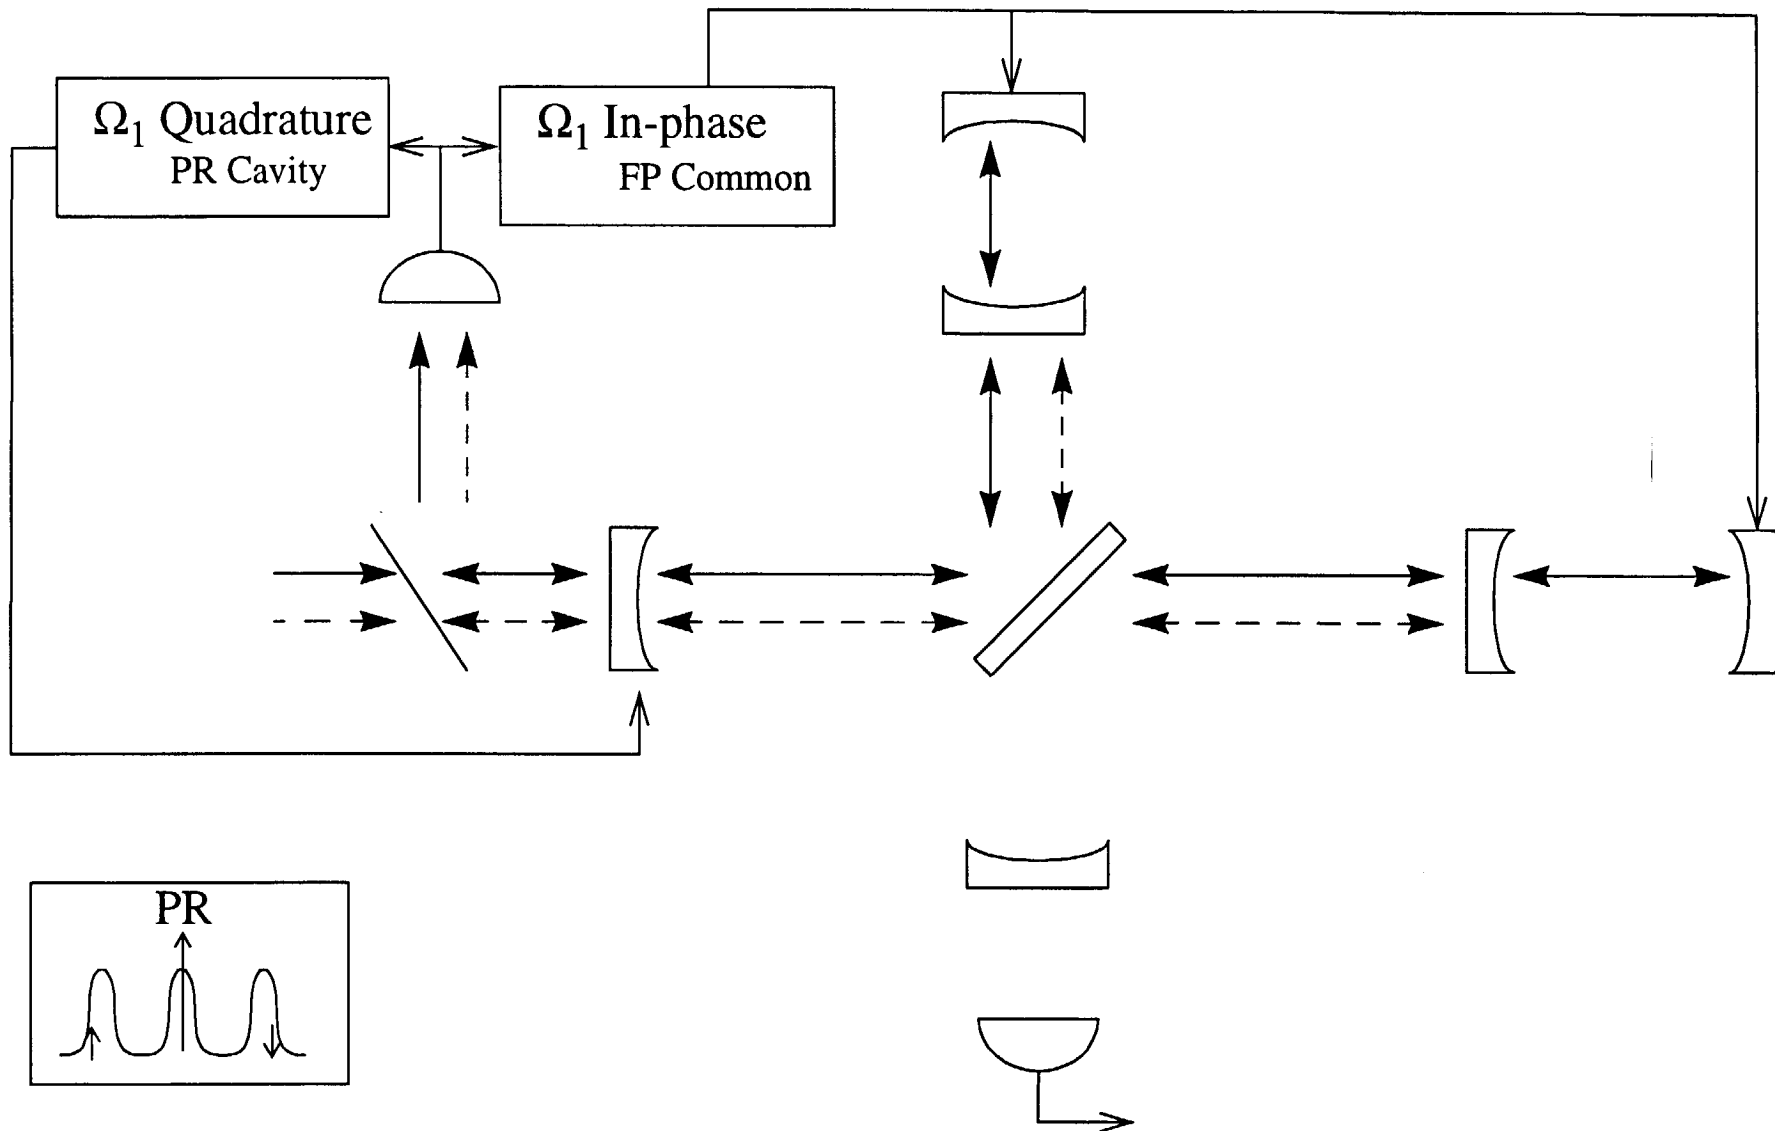 Ω₁ Quadrature
PR Cavity
Ω₁ In-phase
FP Common
PR